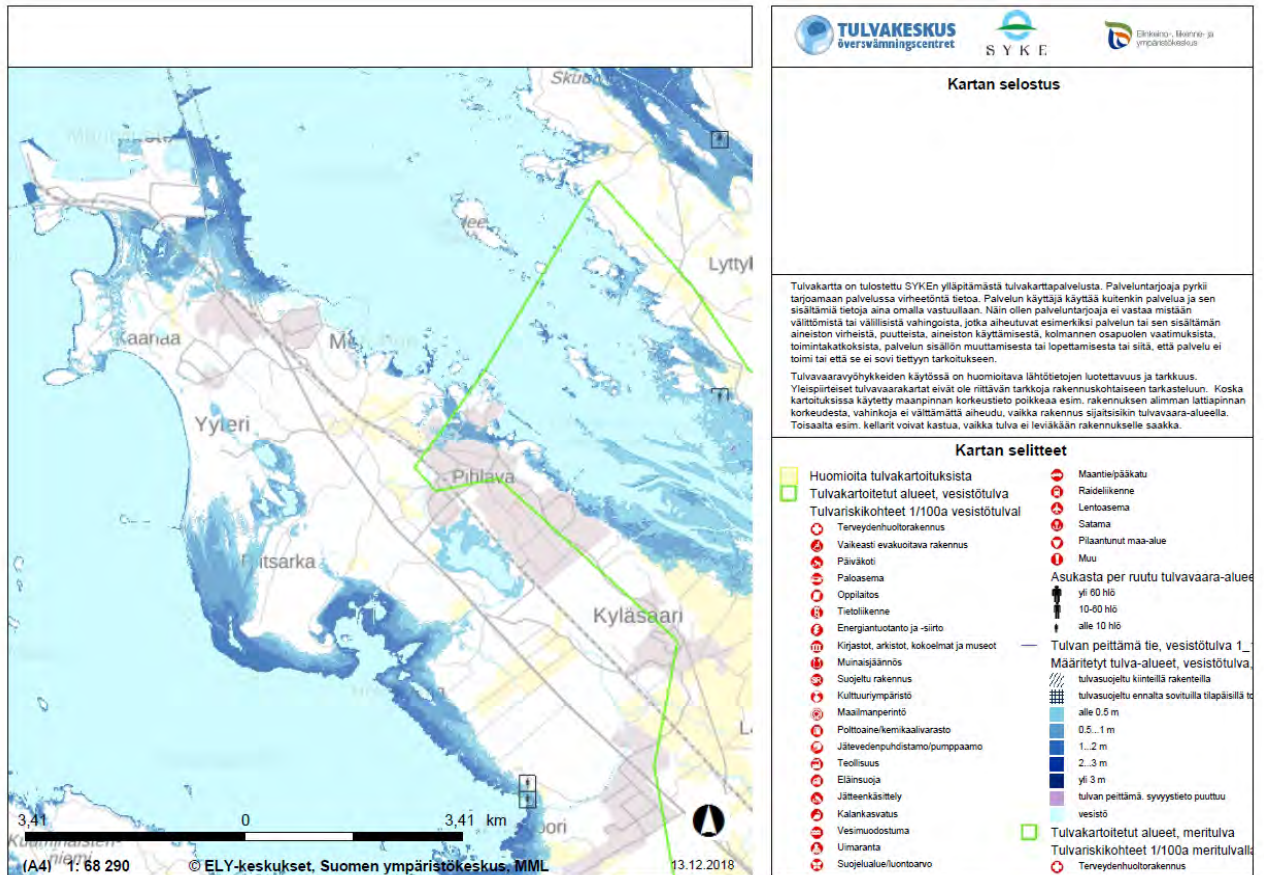 TULVAKESKUS
översvämningscentret
SYKE
Elinkeino-, liikenne- ja
ympäristökeskus
Kartan selostus
Kaanaa
Yyteri
Pihlava
Kyläsaari
Tulvakartta on tulostettu SYKEn ylläpitämästä tulvakarttapalvelusta. Palveluntarjoaja pyrkii
tarjoamaan palvelussa virheetöntä tietoa. Palvelun käyttäjä käyttää kuitenkin palvelua ja sen
sisältämiä tietoja aina omalla vastuullaan. Näin ollen palveluntarjoaja ei vastaa mistään
välittömistä tai välillisistä vahingoista, jotka aiheutuvat esimerkiksi palvelun tai sen sisältämän
aineiston virheistä, puutteista, aineiston käyttämisestä, kolmannen osapuolen vaatimuksista,
toimintakatkoksista, palvelun sisällön muuttamisesta tai lopettamisesta tai siitä, että palvelu ei
toimi tai että se ei sovi tiettyyn tarkoitukseen.
Tulvavaaravyöhykkeiden käytössä on huomioitava lähtötietojen luotettavuus ja tarkkuus.
Yleispiirteiset tulvavaarakartat eivät ole riittävän tarkkoja rakennuskohtaiseen tarkasteluun. Koska
kartoituksissa käytetty maanpinnan korkeustieto poikkeaa esim. rakennuksen alimman lattiapinnan
korkeudesta, vahinkoja ei välttämättä aiheudu, vaikka rakennus sijaitsisikin tulvavaara-alueella.
Toisaalta esim. kellarit voivat kastua, vaikka tulva ei leviäkään rakennukselle saakka.
Kartan selitteet
Huomioita tulvakartoituksista
Tulvakartoitetut alueet, vesistötulva
Tulvariskikohteet 1/100a vesistötulval
Terveydenhuoltorakennus
Vaikeasti evakuoitava rakennus
Päiväkoti
Paloasema
Oppilaitos
Tietoliikenne
Energiantuotanto ja -siirto
Kirjastot, arkistot, kokoelmat ja museot
Muinaisjäännös
Suojeltu rakennus
Kulttuuriympäristö
Maailmanperintö
Polttoaine/kemikaalivarasto
Jätevedenpuhdistamo/pumppaamo
Teollisuus
Eläinsuoja
Jätteenkäsittely
Kalankasvatus
Vesimuodostuma
Uimaranta
Suojelualue/luontoarvo
Maantie/pääkatu
Raideliikenne
Lentoasema
Satama
Pilaantunut maa-alue
Muu
Asukasta per ruutu tulvavaara-aluee
yli 60 hlö
10-60 hlö
alle 10 hlö
Tulvan peittämä tie, vesistötulva 1_
Määritetyt tulva-alueet, vesistötulva,
tulvasuojeltu kiinteillä rakenteilla
tulvasuojeltu ennalta sovituilla tilapäisillä
alle 0.5 m
0.5...1 m
1...2 m
2...3 m
yli 3 m
tulvan peittämä. syvyystieto puuttuu
vesistö
Tulvakartoitetut alueet, meritulva
Tulvariskikohteet 1/100a meritulvalla
Terveydenhuoltorakennus
3,41 0 3,41 km
(A4) 1: 68 290 © ELY-keskukset, Suomen ympäristökeskus, MML 13.12.2018